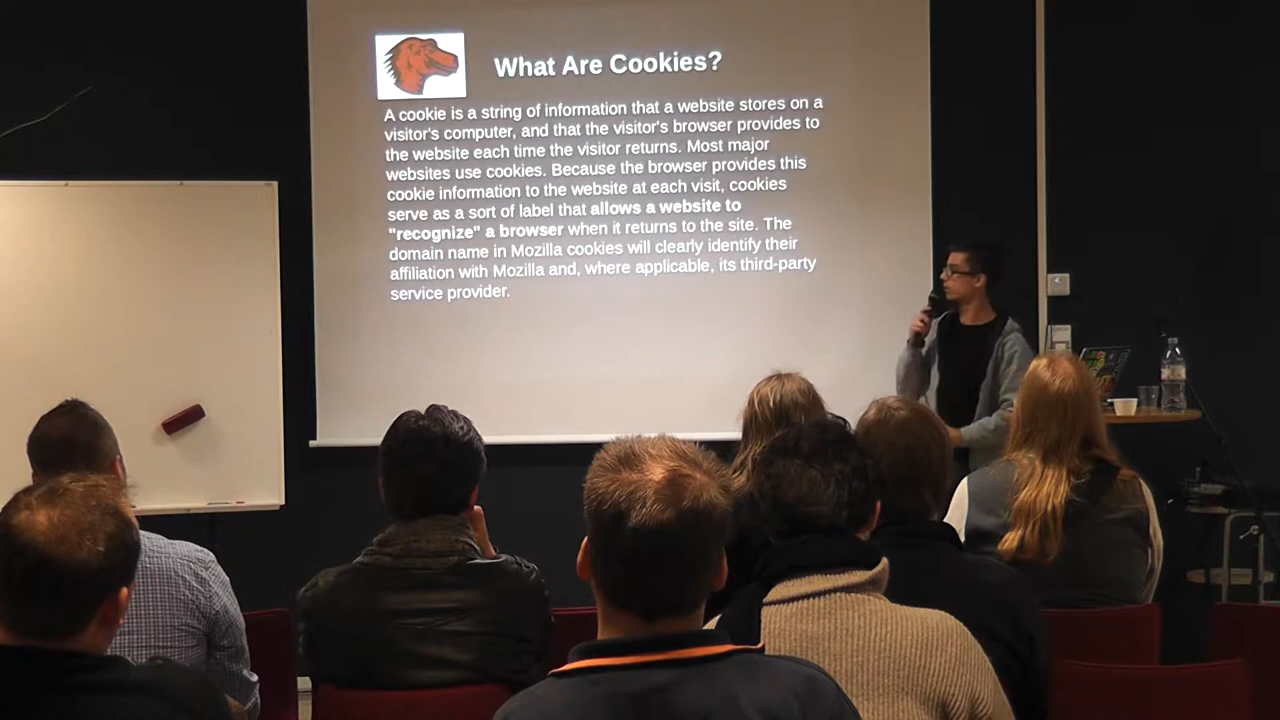 What Are Cookies?
A cookie is a string of information that a website stores on a
visitor's computer, and that the visitor's browser provides to
the website each time the visitor returns. Most major
websites use cookies. Because the browser provides this
cookie information to the website at each visit, cookies
serve as a sort of label that allows a website to
"recognize" a browser when it returns to the site. The
domain name in Mozilla cookies will clearly identify their
affiliation with Mozilla and, where applicable, its third-party
service provider.